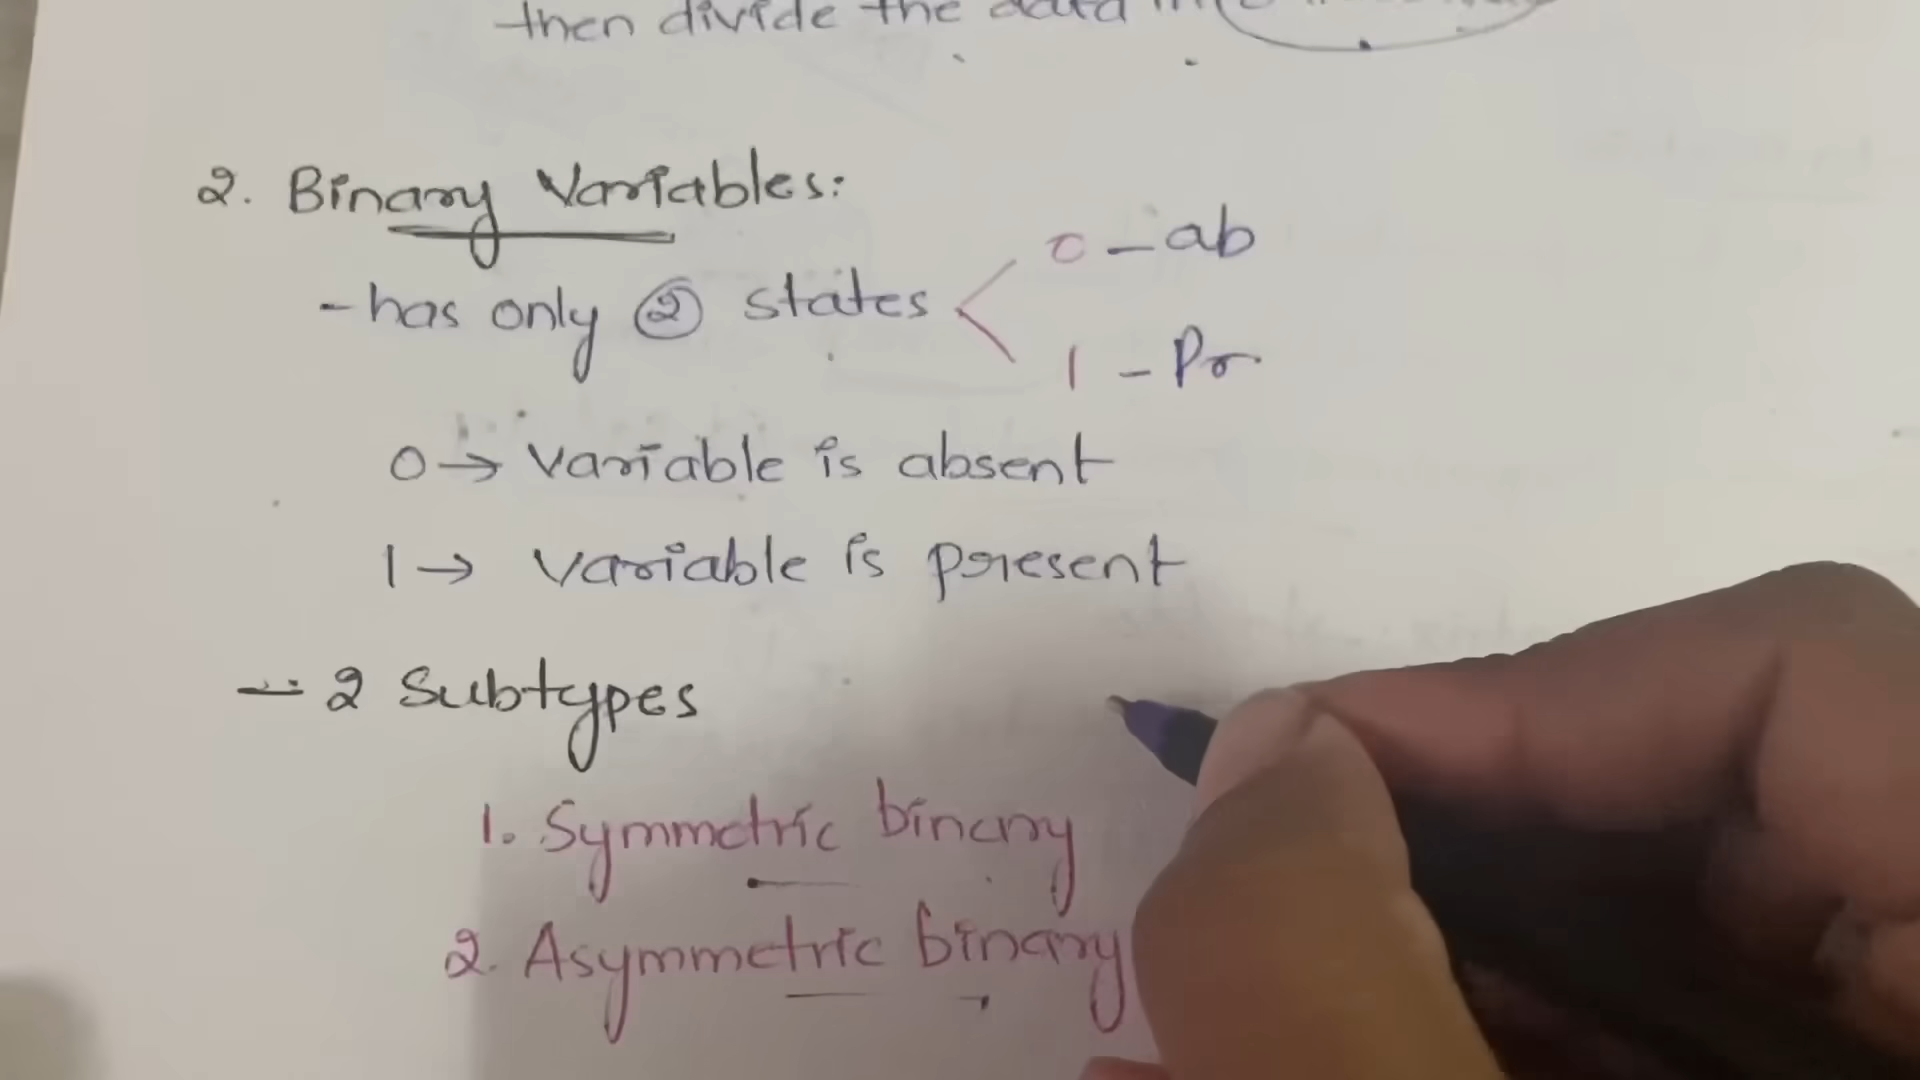 then divide the data
2. Binary Variables:
- has only 2 states < 0 - ab
1 - Pr
0 → variable is absent
1 → variable is present
- 2 Subtypes
1. Symmetric binary
2. Asymmetric binary